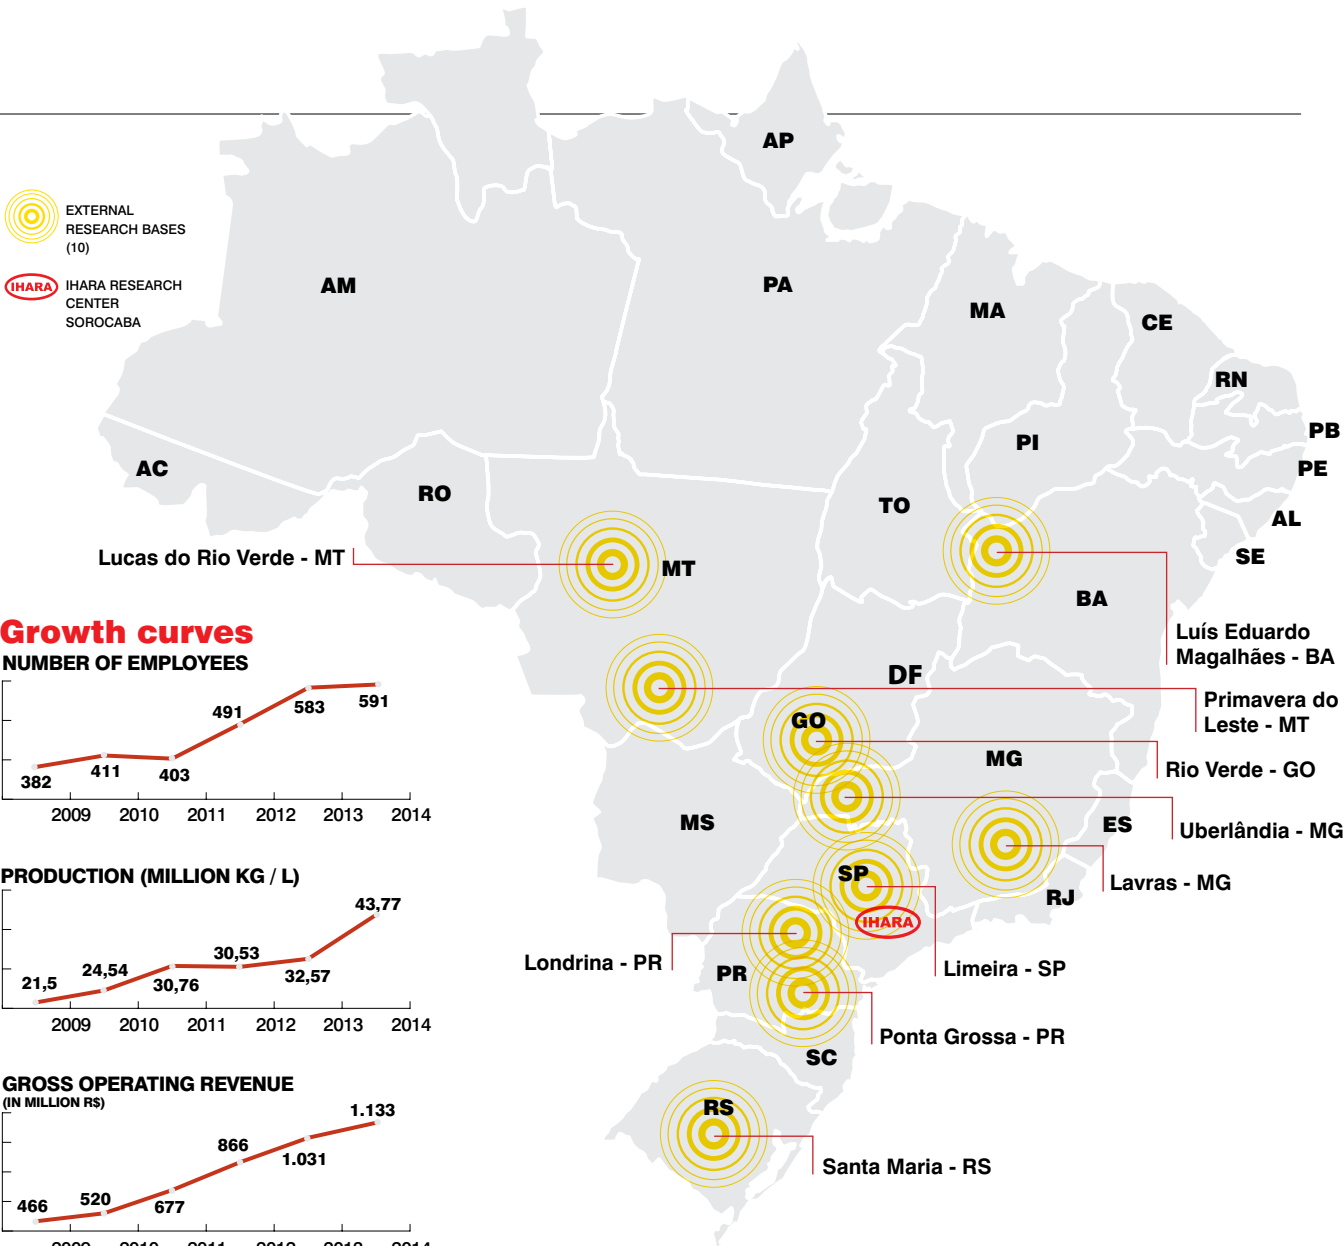 AP
EXTERNAL
RESEARCH BASES
(10)
IHARA
IHARA RESEARCH
CENTER
SOROCABA
AM
PA
MA
CE
RN
PB
PE
PI
AC
RO
TO
AL
SE
Lucas do Rio Verde - MT
MT
BA
Luís Eduardo
Magalhães - BA
DF
Primavera do
Leste - MT
GO
MG
Rio Verde - GO
MS
ES
Uberlândia - MG
SP
Lavras - MG
RJ
IHARA
Londrina - PR
PR
Limeira - SP
Ponta Grossa - PR
SC
RS
Santa Maria - RS
Growth curves
NUMBER OF EMPLOYEES
382
411
403
491
583
591
2009 2010 2011 2012 2013 2014
PRODUCTION (MILLION KG / L)
21,5
24,54
30,76
30,53
32,57
43,77
2009 2010 2011 2012 2013 2014
GROSS OPERATING REVENUE
(IN MILLION R$)
466
520
677
866
1.031
1.133
2009 2010 2011 2012 2013 2014